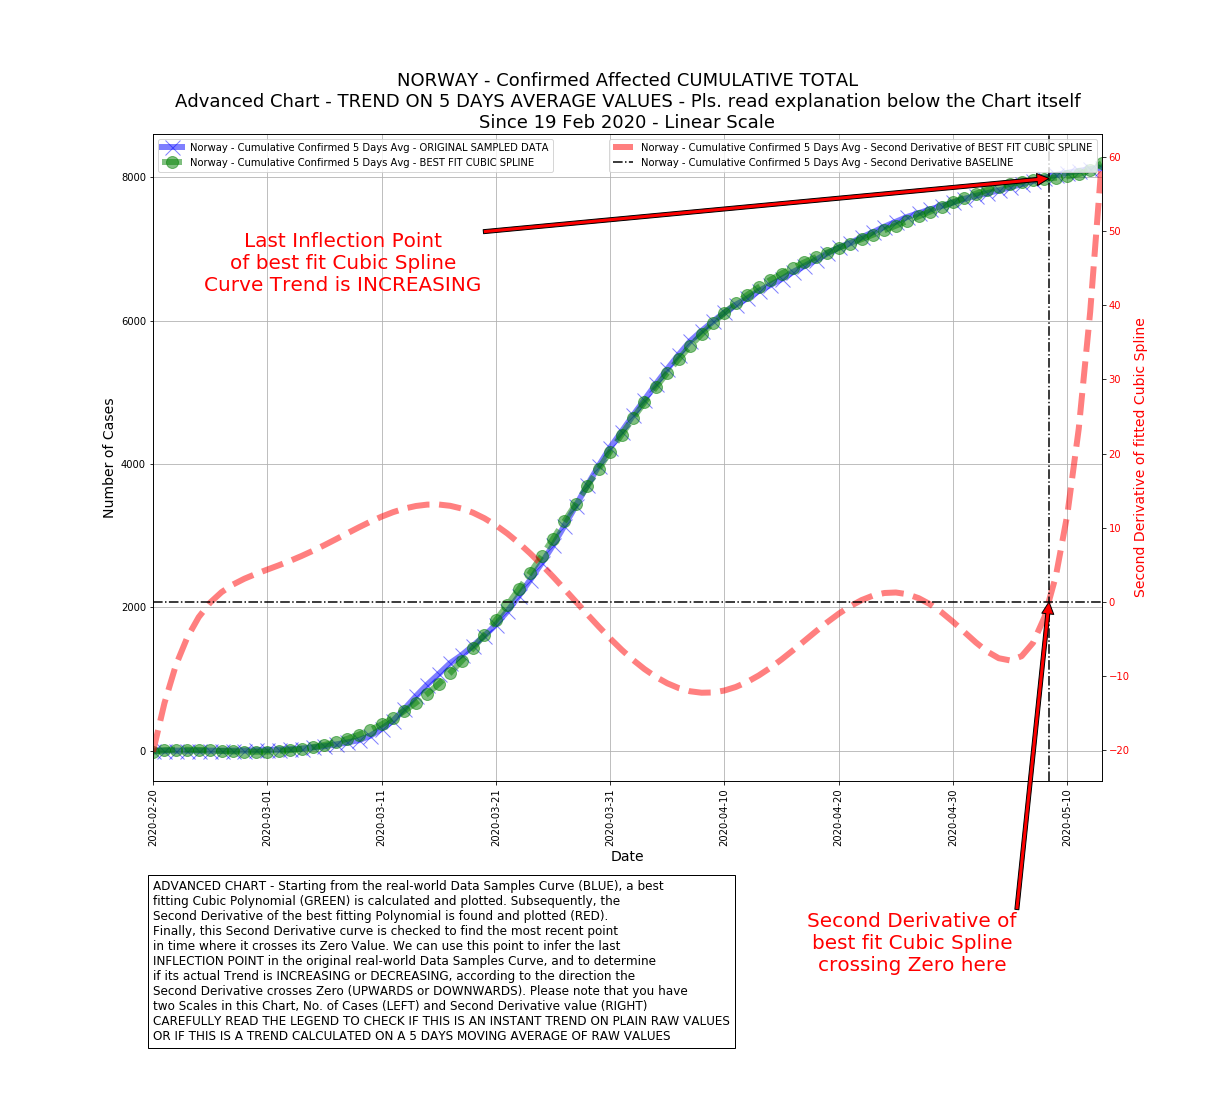 NORWAY - Confirmed Affected CUMULATIVE TOTAL
Advanced Chart - TREND ON 5 DAYS AVERAGE VALUES - Pls. read explanation below the Chart itself
Since 19 Feb 2020 - Linear Scale
Norway - Cumulative Confirmed 5 Days Avg - ORIGINAL SAMPLED DATA
Norway - Cumulative Confirmed 5 Days Avg - BEST FIT CUBIC SPLINE
Norway - Cumulative Confirmed 5 Days Avg - Second Derivative of BEST FIT CUBIC SPLINE
Norway - Cumulative Confirmed 5 Days Avg - Second Derivative BASELINE
Last Inflection Point
of best fit Cubic Spline
Curve Trend is INCREASING
Number of Cases
8000
6000
4000
2000
0
60
50
40
30
20
10
0
−10
−20
Second Derivative of fitted Cubic Spline
2020-02-20
2020-03-01
2020-03-11
2020-03-21
2020-03-31
2020-04-10
2020-04-20
2020-04-30
2020-05-10
Date
Second Derivative of
best fit Cubic Spline
crossing Zero here
ADVANCED CHART - Starting from the real-world Data Samples Curve (BLUE), a best
fitting Cubic Polynomial (GREEN) is calculated and plotted. Subsequently, the
Second Derivative of the best fitting Polynomial is found and plotted (RED).
Finally, this Second Derivative curve is checked to find the most recent point
in time where it crosses its Zero Value. We can use this point to infer the last
INFLECTION POINT in the original real-world Data Samples Curve, and to determine
if its actual Trend is INCREASING or DECREASING, according to the direction the
Second Derivative crosses Zero (UPWARDS or DOWNWARDS). Please note that you have
two Scales in this Chart, No. of Cases (LEFT) and Second Derivative value (RIGHT)
CAREFULLY READ THE LEGEND TO CHECK IF THIS IS AN INSTANT TREND ON PLAIN RAW VALUES
OR IF THIS IS A TREND CALCULATED ON A 5 DAYS MOVING AVERAGE OF RAW VALUES